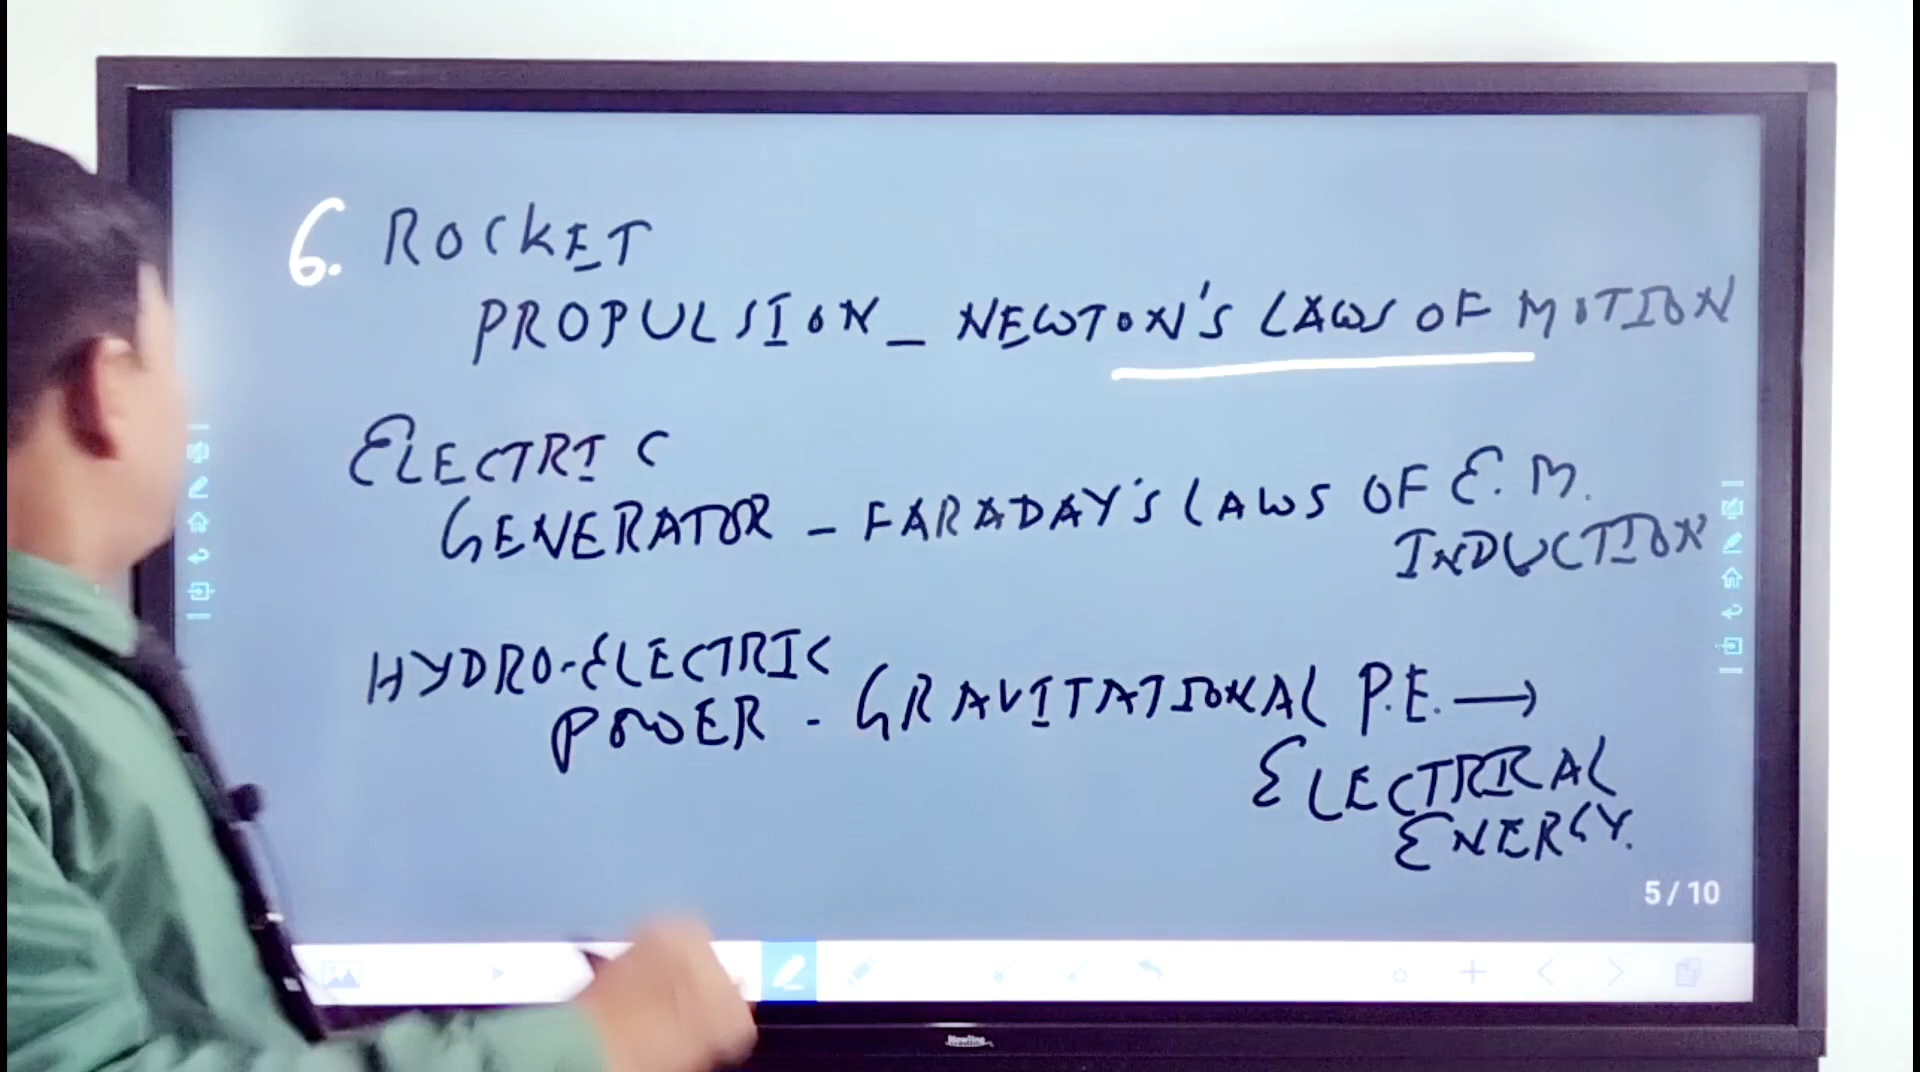 6. ROCKET
PROPULSION - NEWTON'S LAWS OF MOTION
ELECTRIC
GENERATOR - FARADAY'S LAWS OF E.M.
INDUCTION
HYDRO-ELECTRIC
POWER - GRAVITATIONAL P.E. →
ELECTRICAL
ENERGY.
5/10